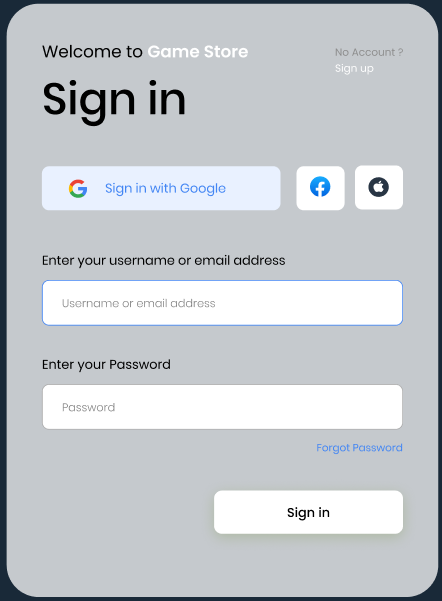 Welcome to Game Store
No Account ?
Sign up
Sign in
Sign in with Google
Enter your username or email address
Username or email address
Enter your Password
Password
Forgot Password
Sign in